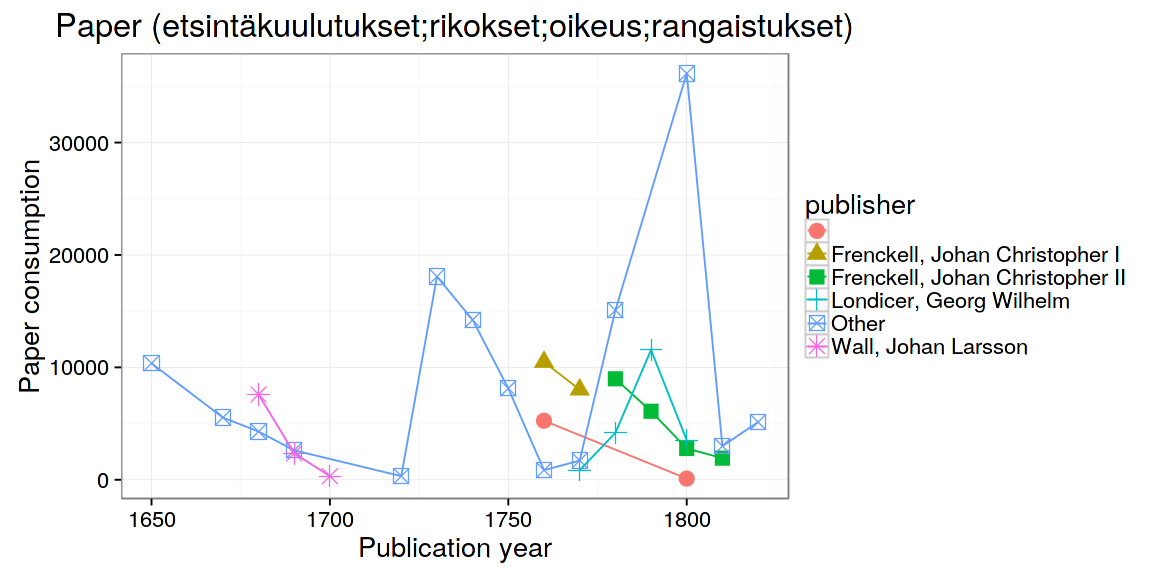 Paper (etsintäkuulutukset;rikokset;oikeus;rangaistukset)
Paper consumption
30000
20000
10000
0
1650
1700
1750
1800
Publication year
publisher
Frenckell, Johan Christopher I
Frenckell, Johan Christopher II
Londicer, Georg Wilhelm
Other
Wall, Johan Larsson